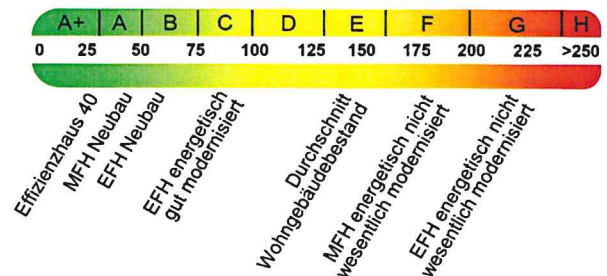 A+ A B C D E F G H
0 25 50 75 100 125 150 175 200 225 >250
Effizienzhaus 40
MFH Neubau
EFH Neubau
EFH energetisch
gut modernisiert
Durchschnitt
Wohngebäudebestand
MFH energetisch nicht
wesentlich modernisiert
EFH energetisch nicht
wesentlich modernisiert